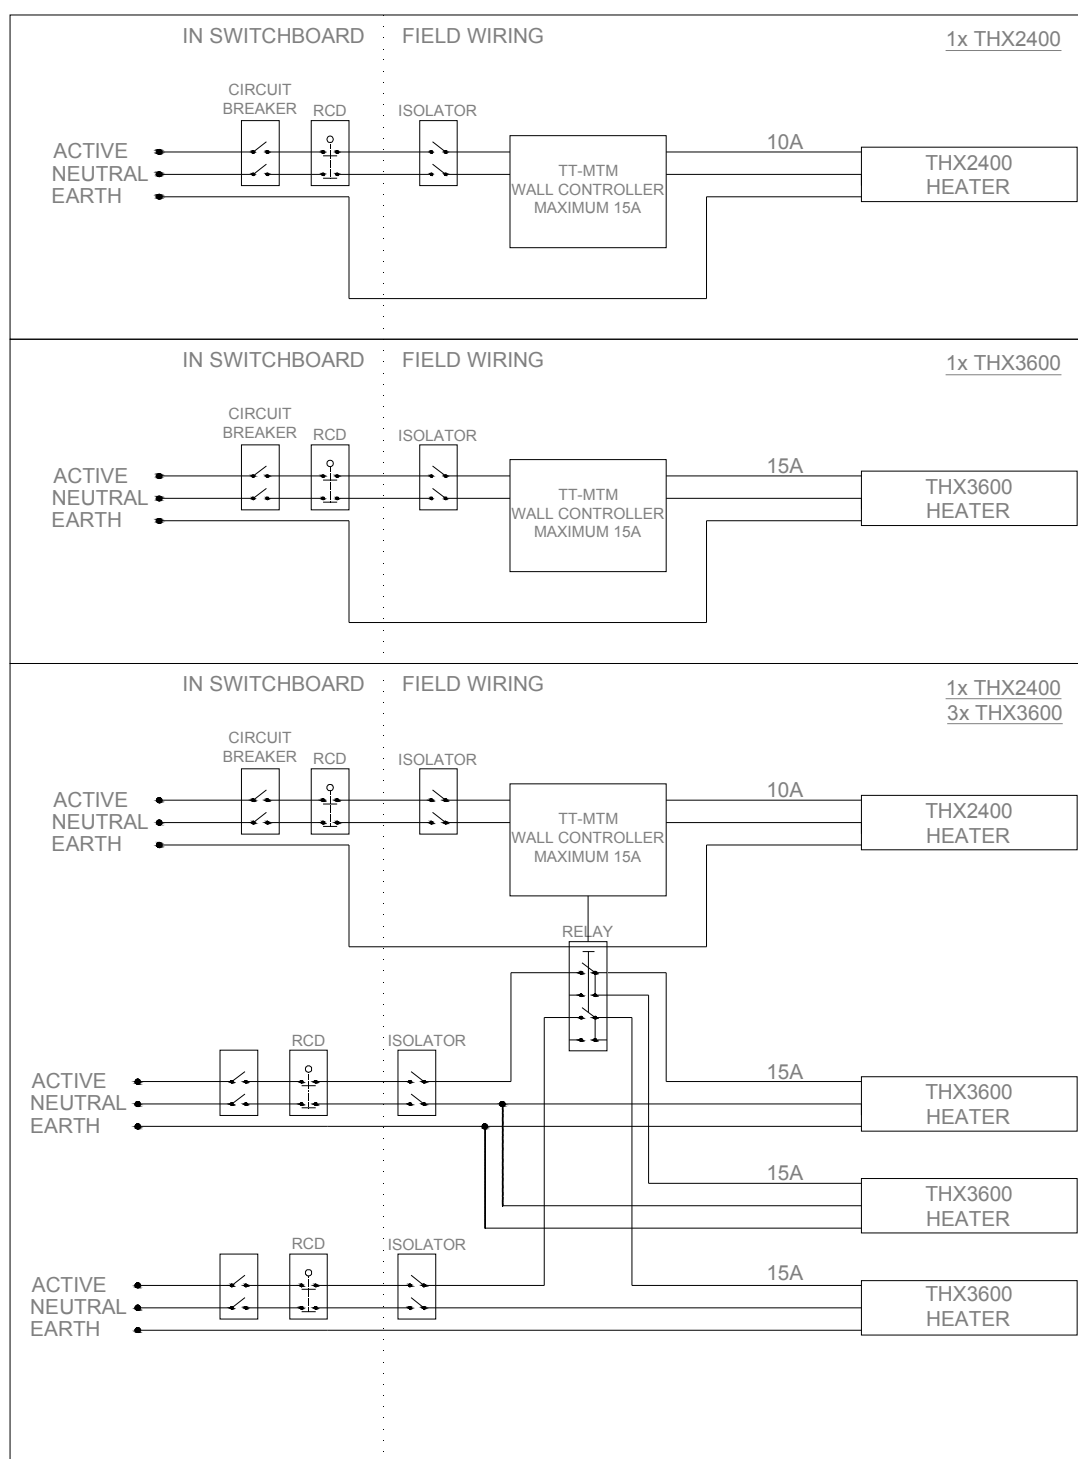 IN SWITCHBOARD FIELD WIRING 1x THX2400
CIRCUIT
BREAKER RCD ISOLATOR
ACTIVE 10A
NEUTRAL
EARTH
TT-MTM
WALL CONTROLLER
MAXIMUM 15A
THX2400
HEATER
IN SWITCHBOARD FIELD WIRING 1x THX3600
CIRCUIT
BREAKER RCD ISOLATOR
ACTIVE 15A
NEUTRAL
EARTH
TT-MTM
WALL CONTROLLER
MAXIMUM 15A
THX3600
HEATER
IN SWITCHBOARD FIELD WIRING 1x THX2400
3x THX3600
CIRCUIT
BREAKER RCD ISOLATOR
ACTIVE 10A
NEUTRAL
EARTH
TT-MTM
WALL CONTROLLER
MAXIMUM 15A
THX2400
HEATER
RELAY
RCD ISOLATOR
ACTIVE 15A
NEUTRAL
EARTH
THX3600
HEATER
15A
THX3600
HEATER
RCD ISOLATOR
ACTIVE 15A
NEUTRAL
EARTH
THX3600
HEATER